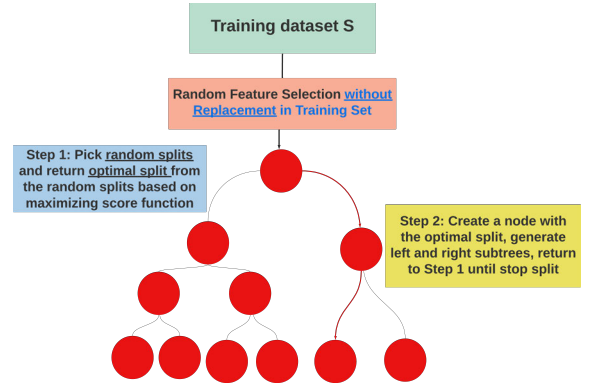 Training dataset S
Random Feature Selection without
Replacement in Training Set
Step 1: Pick random splits
and return optimal split from
the random splits based on
maximizing score function
Step 2: Create a node with
the optimal split, generate
left and right subtrees, return
to Step 1 until stop split